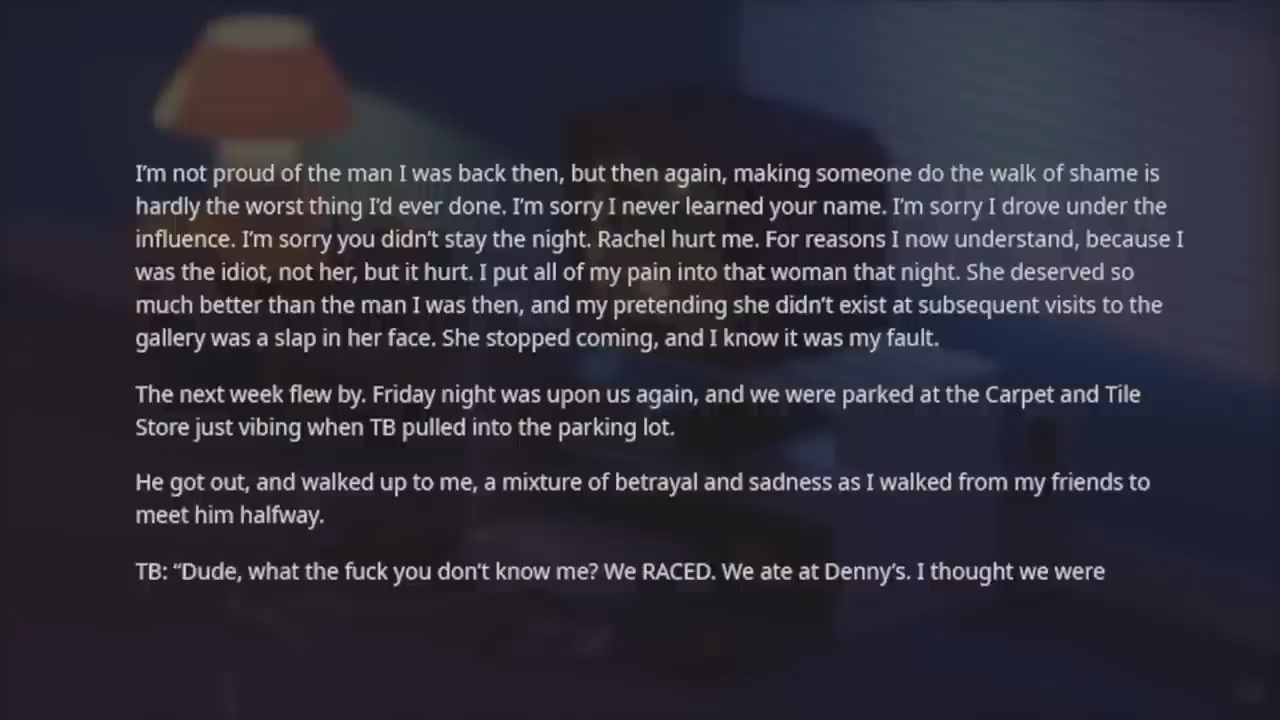 I'm not proud of the man I was back then, but then again, making someone do the walk of shame is
hardly the worst thing I'd ever done. I'm sorry I never learned your name. I'm sorry I drove under the
influence. I'm sorry you didn't stay the night. Rachel hurt me. For reasons I now understand, because I
was the idiot, not her, but it hurt. I put all of my pain into that woman that night. She deserved so
much better than the man I was then, and my pretending she didn't exist at subsequent visits to the
gallery was a slap in her face. She stopped coming, and I know it was my fault.
The next week flew by. Friday night was upon us again, and we were parked at the Carpet and Tile
Store just vibing when TB pulled into the parking lot.
He got out, and walked up to me, a mixture of betrayal and sadness as I walked from my friends to
meet him halfway.
TB: “Dude, what the fuck you don't know me? We RACED. We ate at Denny's. I thought we were